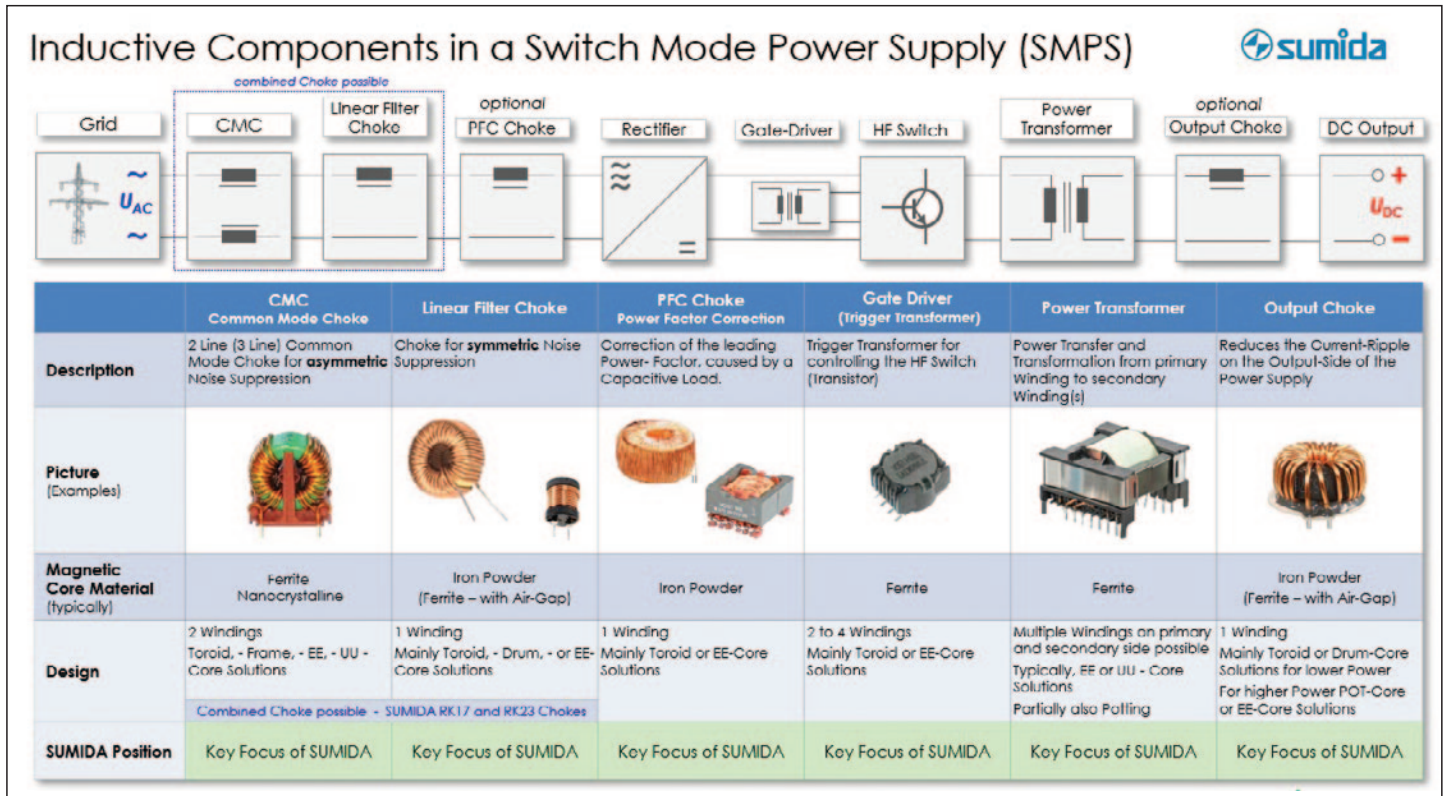 Inductive Components in a Switch Mode Power Supply (SMPS)
sumida
combined Choke possible
Grid
CMC
Linear Filter
Choke
optional
PFC Choke
Rectifier
Gate-Driver
HF Switch
Power
Transformer
optional
Output Choke
DC Output
~
U AC
~
≈
=
+
U DC
–
CMC
Common Mode Choke
Linear Filter Choke
PFC Choke
Power Factor Correction
Gate Driver
(Trigger Transformer)
Power Transformer
Output Choke
Description
2 Line (3 Line) Common
Mode Choke for asymmetric
Noise Suppression
Choke for symmetric Noise
Suppression
Correction of the leading
Power- Factor, caused by a
Capacitive Load.
Trigger Transformer for
controlling the HF Switch
(Transistor)
Power Transfer and
Transformation from primary
Winding to secondary
Winding(s)
Reduces the Current-Ripple
on the Output-Side of the
Power Supply
Picture
(Examples)
Magnetic
Core Material
(typically)
Ferrite
Nanocrystalline
Iron Powder
(Ferrite – with Air-Gap)
Iron Powder
Ferrite
Ferrite
Iron Powder
(Ferrite – with Air-Gap)
Design
2 Windings
Toroid, - Frame, - EE, - UU -
Core Solutions
1 Winding
Mainly Toroid, - Drum, - or EE-
Core Solutions
Combined Choke possible - SUMIDA RK17 and RK23 Chokes
1 Winding
Mainly Toroid or EE-Core
Solutions
2 to 4 Windings
Mainly Toroid or EE-Core
Solutions
Multiple Windings on primary
and secondary side possible
Typically, EE or UU - Core
Solutions
Partially also Potting
1 Winding
Mainly Toroid or Drum-Core
Solutions for lower Power
For higher Power POT-Core
or EE-Core Solutions
SUMIDA Position
Key Focus of SUMIDA
Key Focus of SUMIDA
Key Focus of SUMIDA
Key Focus of SUMIDA
Key Focus of SUMIDA
Key Focus of SUMIDA